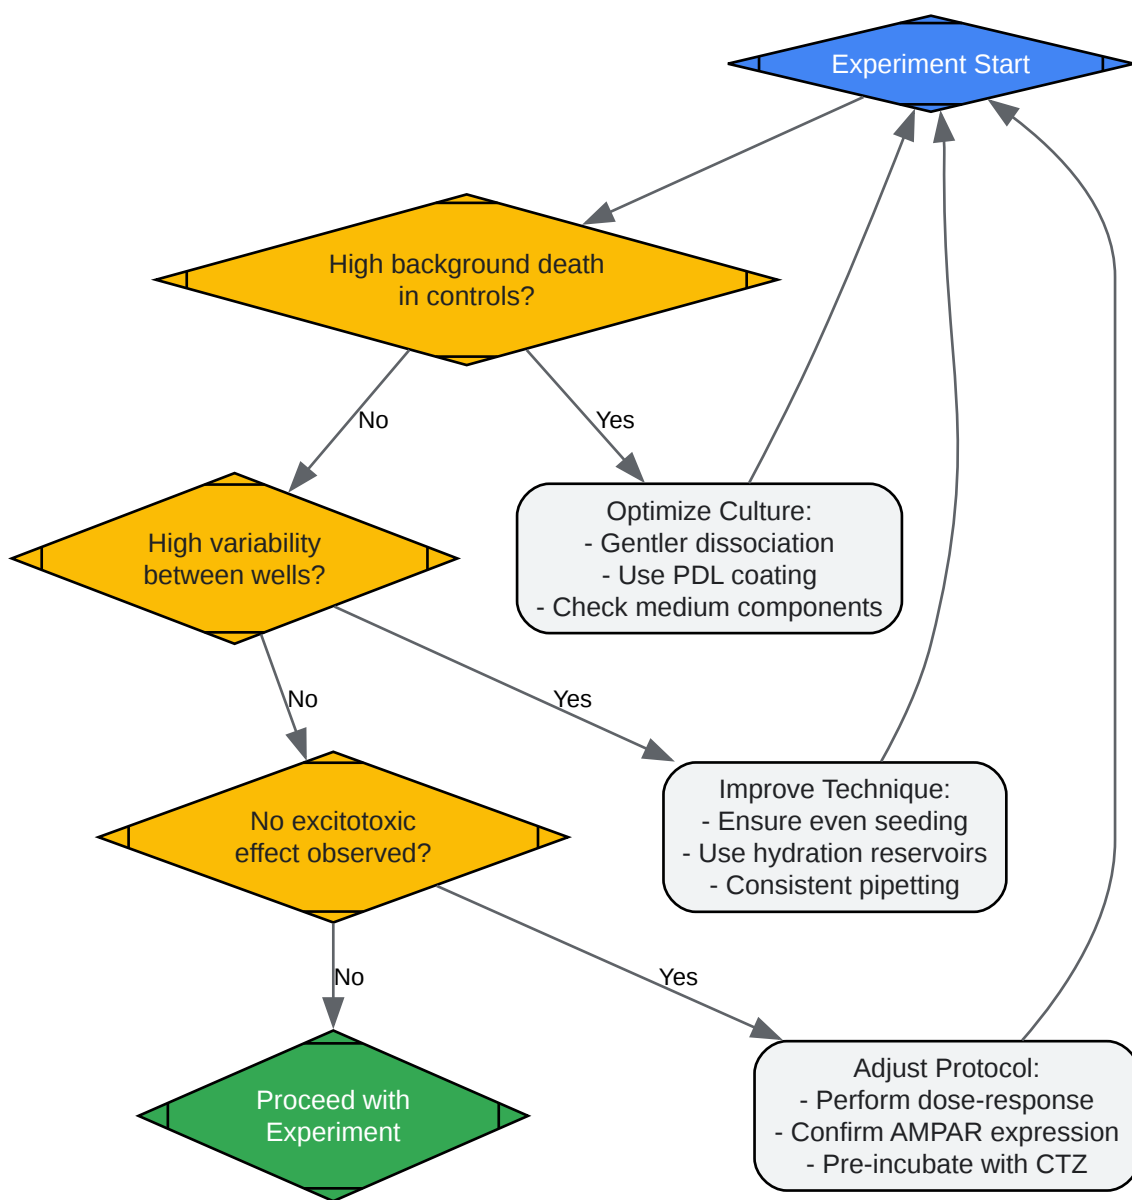 Experiment Start
High background death
in controls?
No
Yes
Optimize Culture:
- Gentler dissociation
- Use PDL coating
- Check medium components
High variability
between wells?
No
Yes
Improve Technique:
- Ensure even seeding
- Use hydration reservoirs
- Consistent pipetting
No excitotoxic
effect observed?
No
Yes
Proceed with
Experiment
Adjust Protocol:
- Perform dose-response
- Confirm AMPAR expression
- Pre-incubate with CTZ